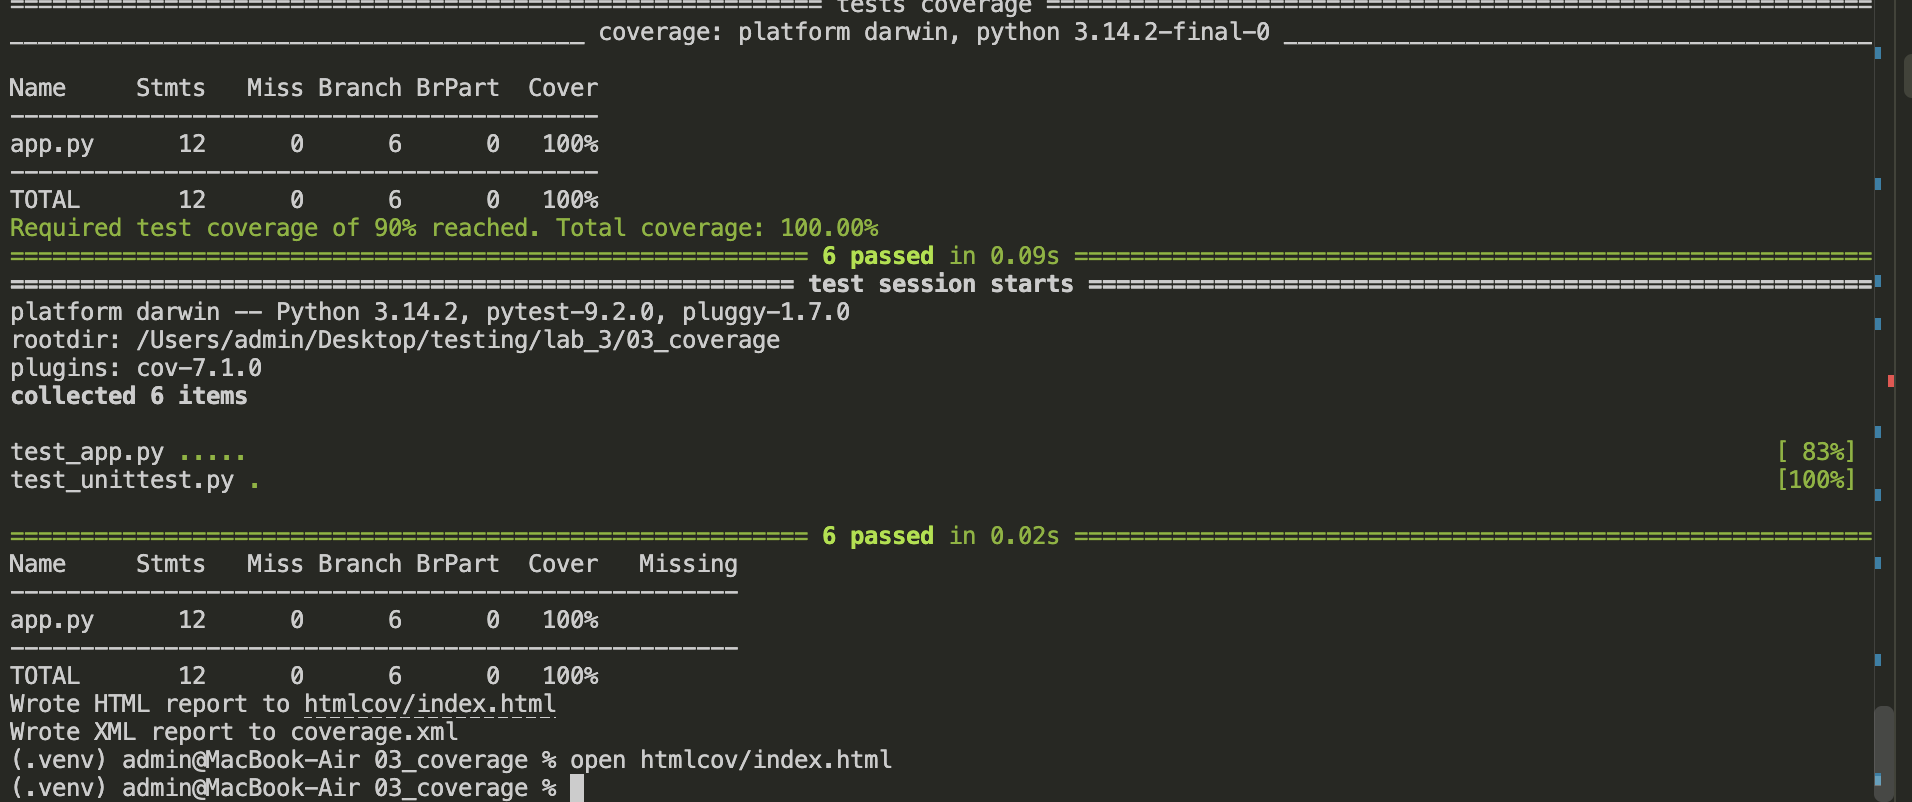 ======================================================= tests coverage =======================================================
_________________________________________ coverage: platform darwin, python 3.14.2-final-0 __________________________________________
Name     Stmts   Miss Branch BrPart  Cover
------------------------------------------
app.py      12      0      6      0   100%
------------------------------------------
TOTAL       12      0      6      0   100%
Required test coverage of 90% reached. Total coverage: 100.00%
========================================================= 6 passed in 0.09s =========================================================
======================================================== test session starts ========================================================
platform darwin -- Python 3.14.2, pytest-9.2.0, pluggy-1.7.0
rootdir: /Users/admin/Desktop/testing/lab_3/03_coverage
plugins: cov-7.1.0
collected 6 items
test_app.py ..... [ 83%]
test_unittest.py . [100%]
========================================================= 6 passed in 0.02s =========================================================
Name     Stmts   Miss Branch BrPart  Cover   Missing
----------------------------------------------------
app.py      12      0      6      0   100%
----------------------------------------------------
TOTAL       12      0      6      0   100%
Wrote HTML report to htmlcov/index.html
Wrote XML report to coverage.xml
(.venv) admin@MacBook-Air 03_coverage % open htmlcov/index.html
(.venv) admin@MacBook-Air 03_coverage %